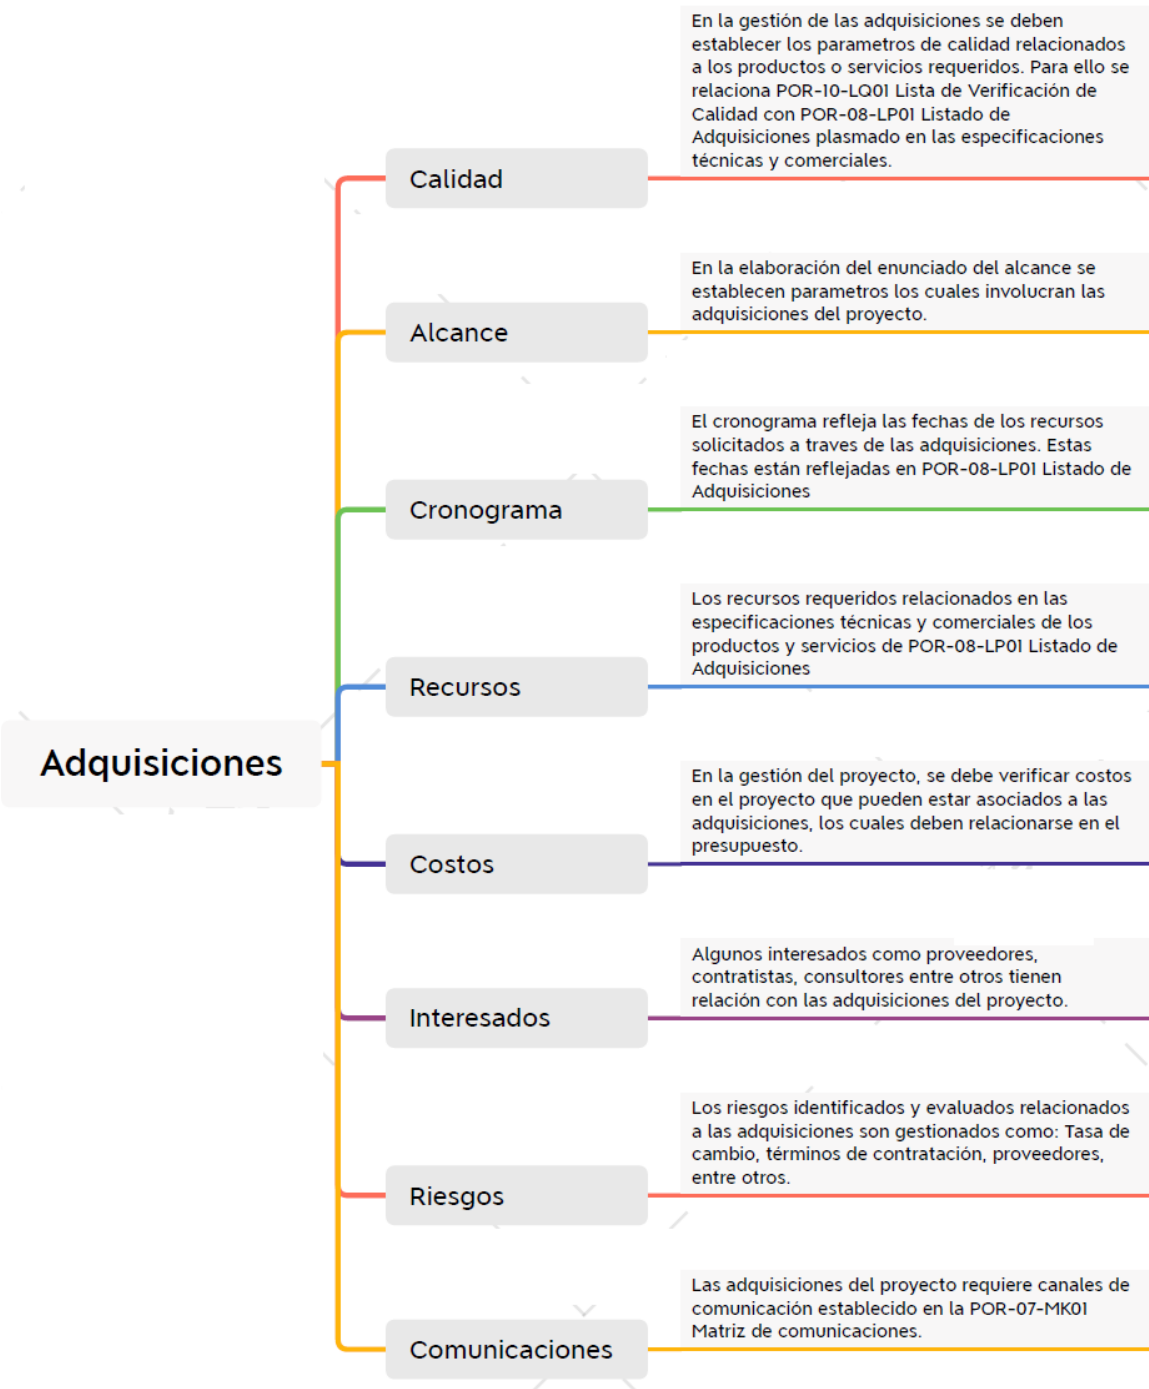 En la gestión de las adquisiciones se deben
establecer los parametros de calidad relacionados
a los productos o servicios requeridos. Para ello se
relaciona POR-10-LQ01 Lista de Verificación de
Calidad con POR-08-LP01 Listado de
Adquisiciones plasmado en las especificaciones
técnicas y comerciales.
Calidad
En la elaboración del enunciado del alcance se
establecen parametros los cuales involucran las
adquisiciones del proyecto.
Alcance
El cronograma refleja las fechas de los recursos
solicitados a traves de las adquisiciones. Estas
fechas están reflejadas en POR-08-LP01 Listado de
Adquisiciones
Cronograma
Los recursos requeridos relacionados en las
especificaciones técnicas y comerciales de los
productos y servicios de POR-08-LP01 Listado de
Adquisiciones
Recursos
Adquisiciones
En la gestión del proyecto, se debe verificar costos
en el proyecto que pueden estar asociados a las
adquisiciones, los cuales deben relacionarse en el
presupuesto.
Costos
Algunos interesados como proveedores,
contratistas, consultores entre otros tienen
relación con las adquisiciones del proyecto.
Interesados
Los riesgos identificados y evaluados relacionados
a las adquisiciones son gestionados como: Tasa de
cambio, términos de contratación, proveedores,
entre otros.
Riesgos
Las adquisiciones del proyecto requiere canales de
comunicación establecido en la POR-07-MK01
Matriz de comunicaciones.
Comunicaciones